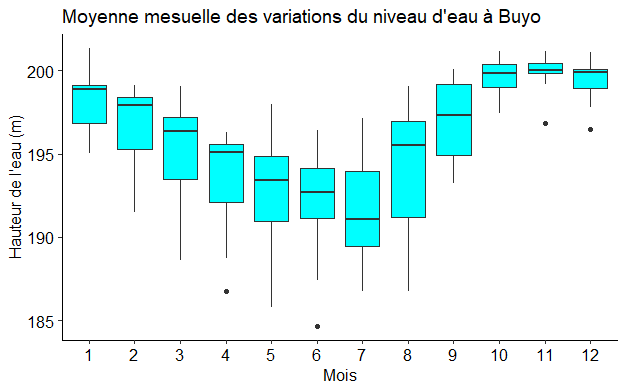 Moyenne mesuelle des variations du niveau d'eau à Buyo
Hauteur de l'eau (m)
200
195
190
185
1 2 3 4 5 6 7 8 9 10 11 12
Mois